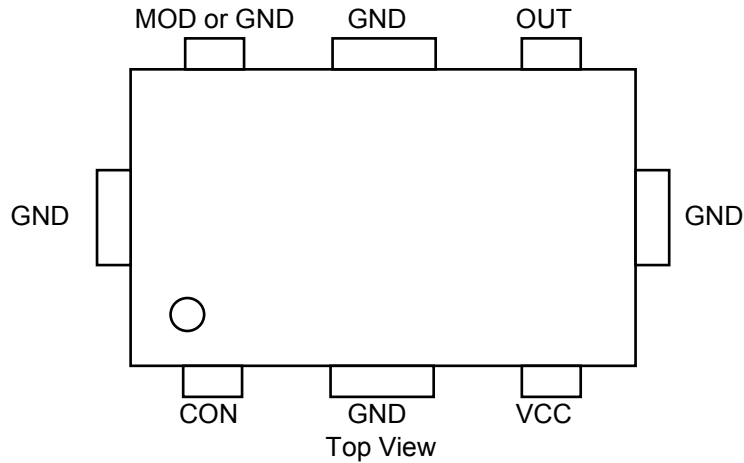 MOD or GND GND OUT
GND GND
CON GND VCC
Top View